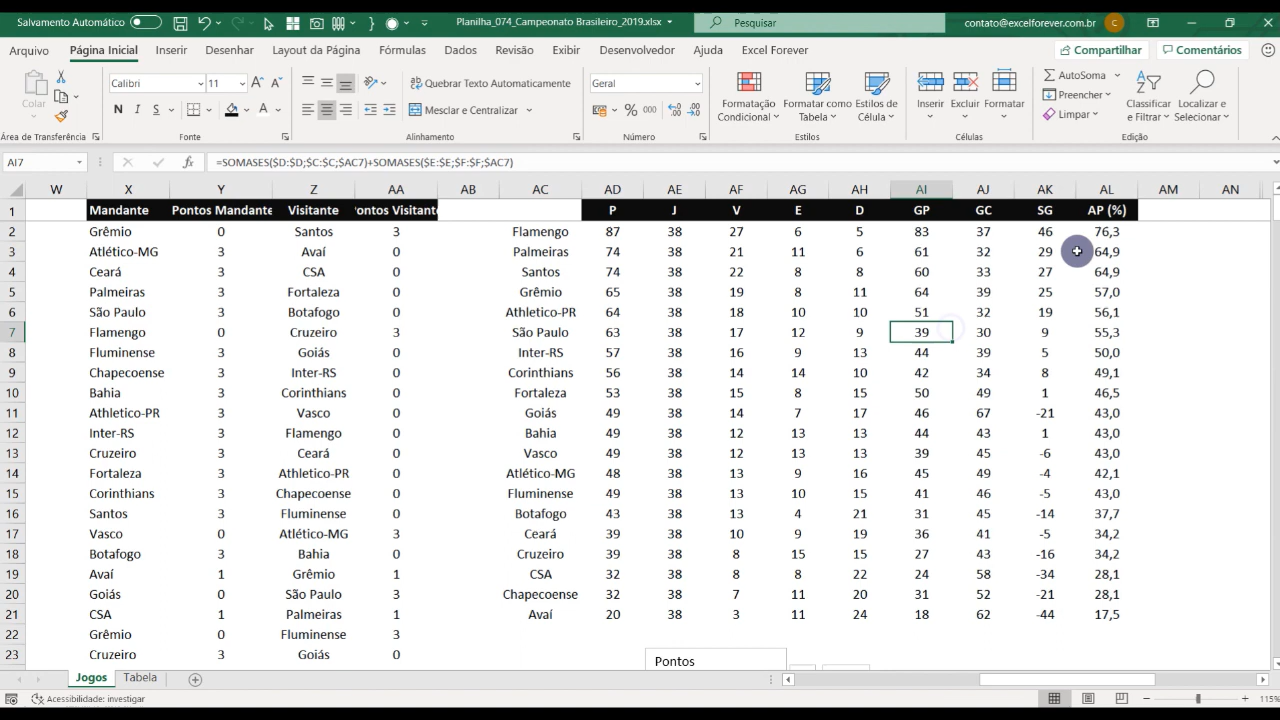 Salvamento Automático
Planilha_074_Campeonato Brasileiro_2019.xlsx
Pesquisar
contato@excelforever.com.br C
Arquivo Página Inicial Inserir Desenhar Layout da Página Fórmulas Dados Revisão Exibir Desenvolvedor Ajuda Excel Forever Compartilhar Comentários
Colar Calibri 11 Quebrar Texto Automaticamente Geral Formatação Condicional Formatar como Tabela Estilos de Célula Inserir Excluir Formatar AutoSoma Preencher Limpar Classificar e Filtrar Localizar e Selecionar
N I S A Mesclar e Centralizar % 000
Área de Transferência Fonte Alinhamento Número Estilos Células Edição
AI7 fx =SOMASES($D:$D;$C:$C;$AC7)+SOMASES($E:$E;$F:$F;$AC7)
W X Y Z AA AB AC AD AE AF AG AH AI AJ AK AL AM AN
1 Mandante Pontos Mandante Visitante Pontos Visitante P J V E D GP GC SG AP (%)
2 Grêmio 0 Santos 3 Flamengo 87 38 27 6 5 83 37 46 76,3
3 Atlético-MG 3 Avaí 0 Palmeiras 74 38 21 11 6 61 32 29 64,9
4 Ceará 3 CSA 0 Santos 74 38 22 8 8 60 33 27 64,9
5 Palmeiras 3 Fortaleza 0 Grêmio 65 38 19 8 11 64 39 25 57,0
6 São Paulo 3 Botafogo 0 Athletico-PR 64 38 18 10 10 51 32 19 56,1
7 Flamengo 0 Cruzeiro 3 São Paulo 63 38 17 12 9 39 30 9 55,3
8 Fluminense 3 Goiás 0 Inter-RS 57 38 16 9 13 44 39 5 50,0
9 Chapecoense 3 Inter-RS 0 Corinthians 56 38 14 14 10 42 34 8 49,1
10 Bahia 3 Corinthians 0 Fortaleza 53 38 15 8 15 50 49 1 46,5
11 Athletico-PR 3 Vasco 0 Goiás 49 38 14 7 17 46 67 -21 43,0
12 Inter-RS 3 Flamengo 0 Bahia 49 38 12 13 13 44 43 1 43,0
13 Cruzeiro 3 Ceará 0 Vasco 49 38 12 13 13 39 45 -6 43,0
14 Fortaleza 3 Athletico-PR 0 Atlético-MG 48 38 13 9 16 45 49 -4 42,1
15 Corinthians 3 Chapecoense 0 Fluminense 49 38 13 10 15 41 46 -5 43,0
16 Santos 3 Fluminense 0 Botafogo 43 38 13 4 21 31 45 -14 37,7
17 Vasco 0 Atlético-MG 3 Ceará 39 38 10 9 19 36 41 -5 34,2
18 Botafogo 3 Bahia 0 Cruzeiro 39 38 8 15 15 27 43 -16 34,2
19 Avaí 1 Grêmio 1 CSA 32 38 8 8 22 24 58 -34 28,1
20 Goiás 0 São Paulo 3 Chapecoense 32 38 7 11 20 31 52 -21 28,1
21 CSA 1 Palmeiras 1 Avaí 20 38 3 11 24 18 62 -44 17,5
22 Grêmio 0 Fluminense 3
23 Cruzeiro 3 Goiás 0 Pontos
Jogos Tabela
Acessibilidade: investigar 115%